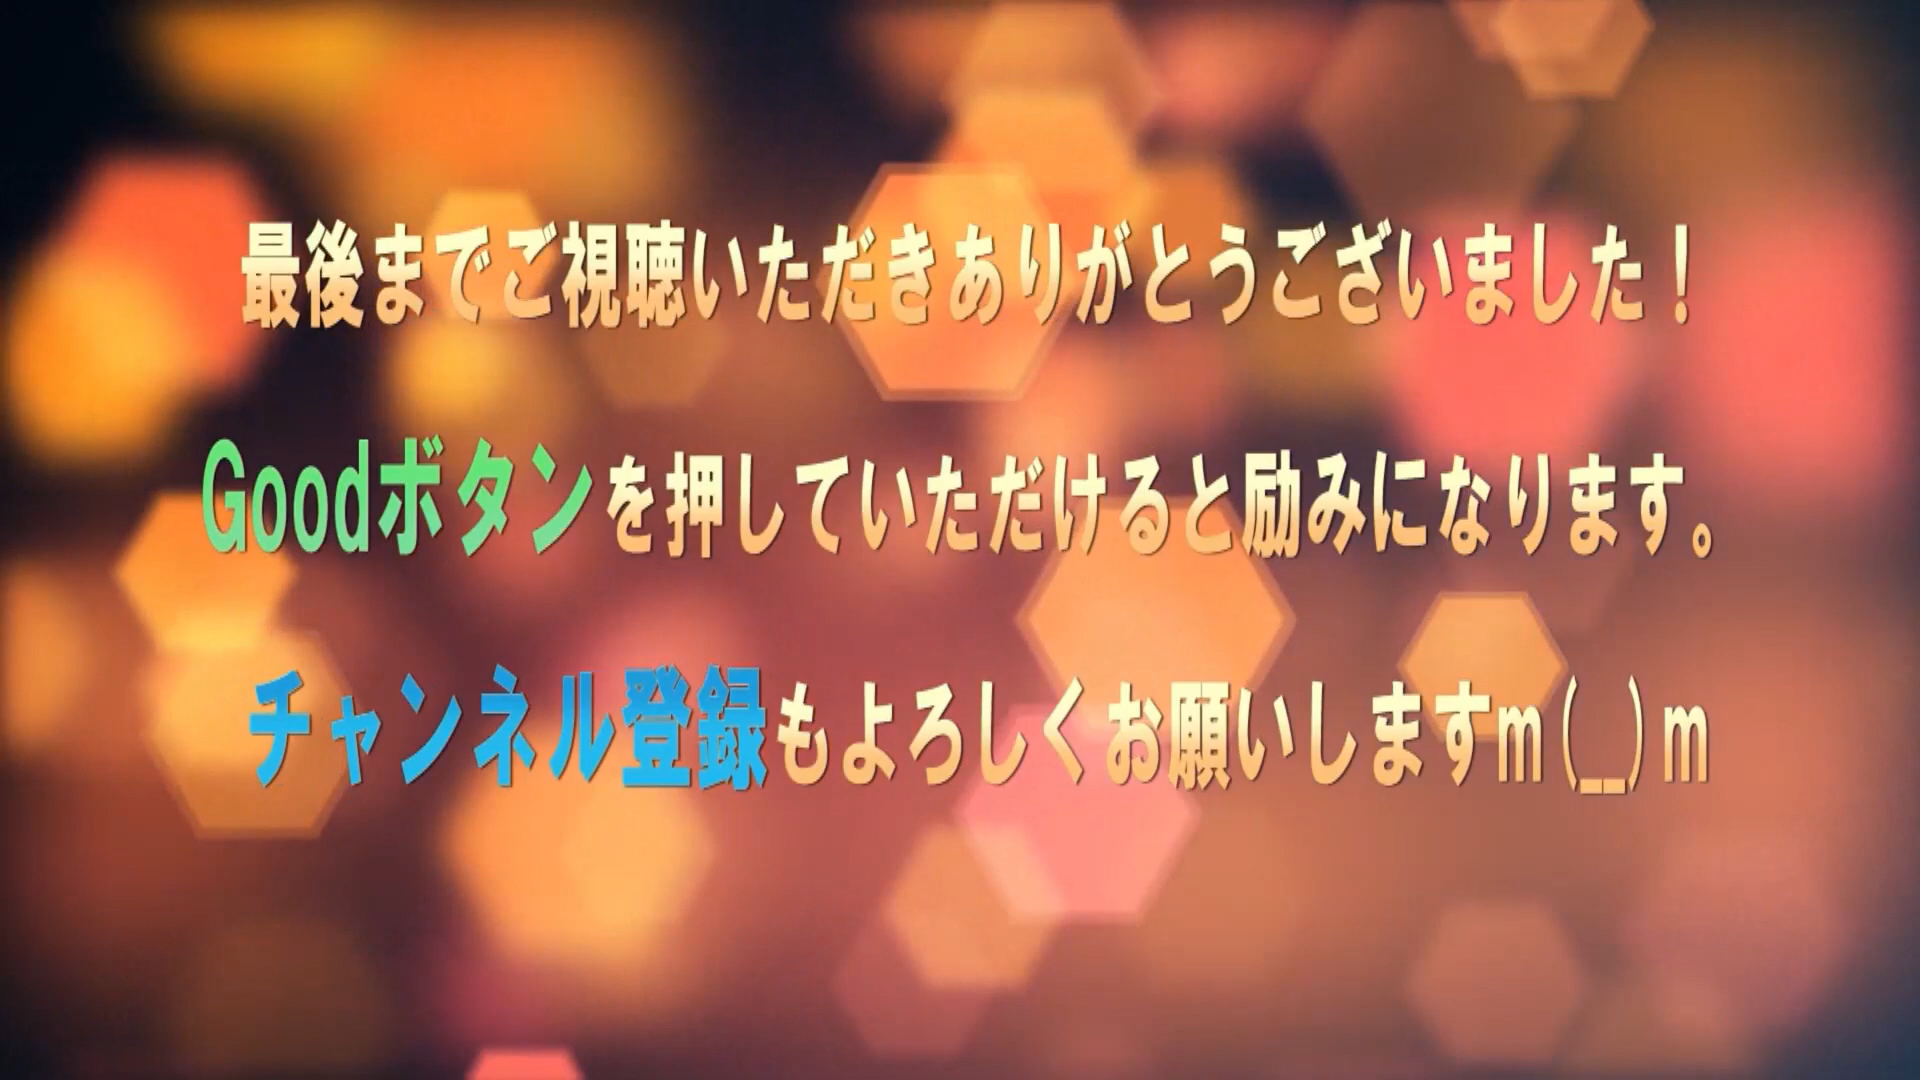 最後までご視聴いただきありがとうございました！
Goodボタンを押していただけると励みになります。
チャンネル登録もよろしくお願いしますm(__)m